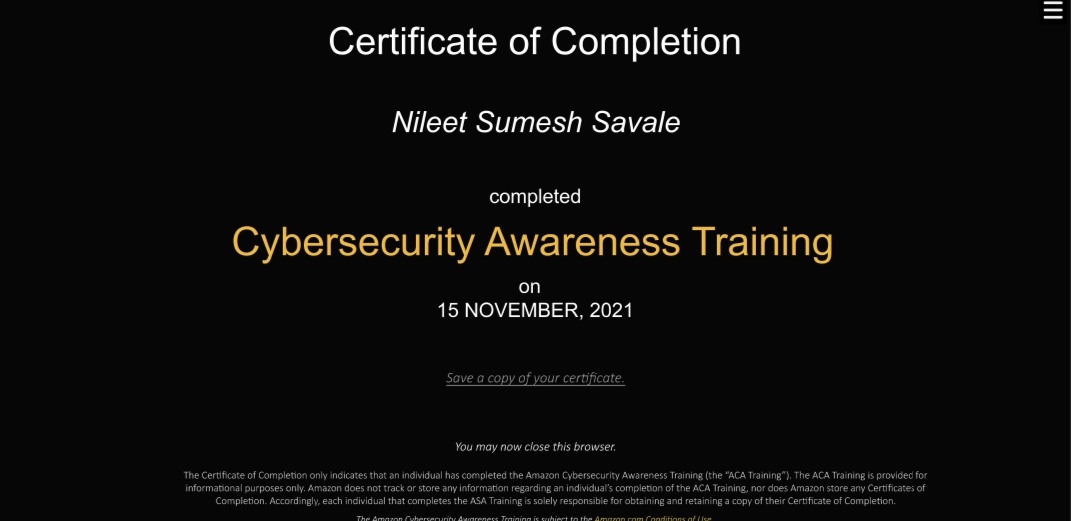 Certificate of Completion
Nileet Sumesh Savale
completed
Cybersecurity Awareness Training
on
15 NOVEMBER, 2021
Save a copy of your certificate.
You may now close this browser.
The Certificate of Completion only indicates that an individual has completed the Amazon Cybersecurity Awareness Training (the “ACA Training”). The ACA Training is provided for
informational purposes only. Amazon does not track or store any information regarding an individual’s completion of the ACA Training, nor does Amazon store any Certificates of
Completion. Accordingly, each individual that completes the ASA Training is solely responsible for obtaining and retaining a copy of their Certificate of Completion.
The Amazon Cybersecurity Awareness Training is subject to the Amazon.com Conditions of Use